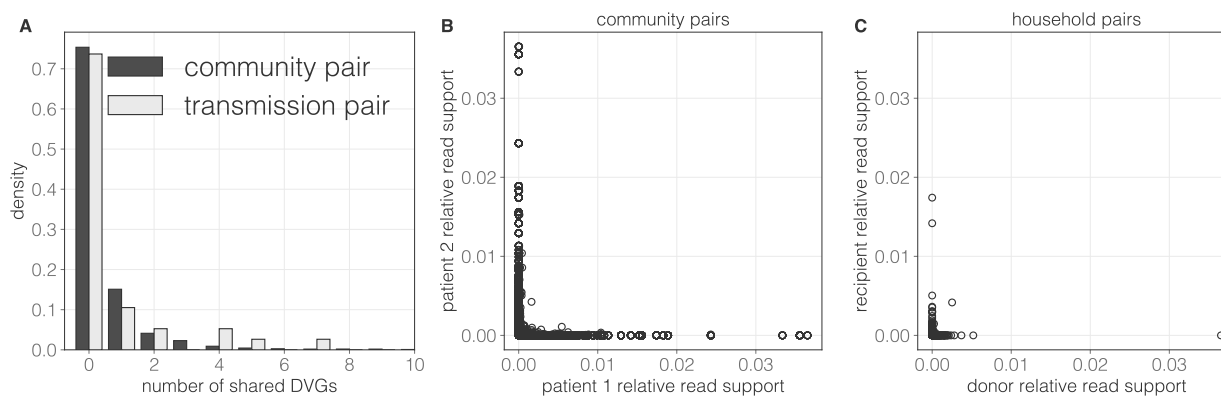 A
community pair
transmission pair
density
0.7
0.6
0.5
0.4
0.3
0.2
0.1
0.0
0 2 4 6 8 10
number of shared DVGs
B
community pairs
patient 2 relative read support
0.03
0.02
0.01
0.00
0.00 0.01 0.02 0.03
patient 1 relative read support
C
household pairs
recipient relative read support
0.03
0.02
0.01
0.00
0.00 0.01 0.02 0.03
donor relative read support